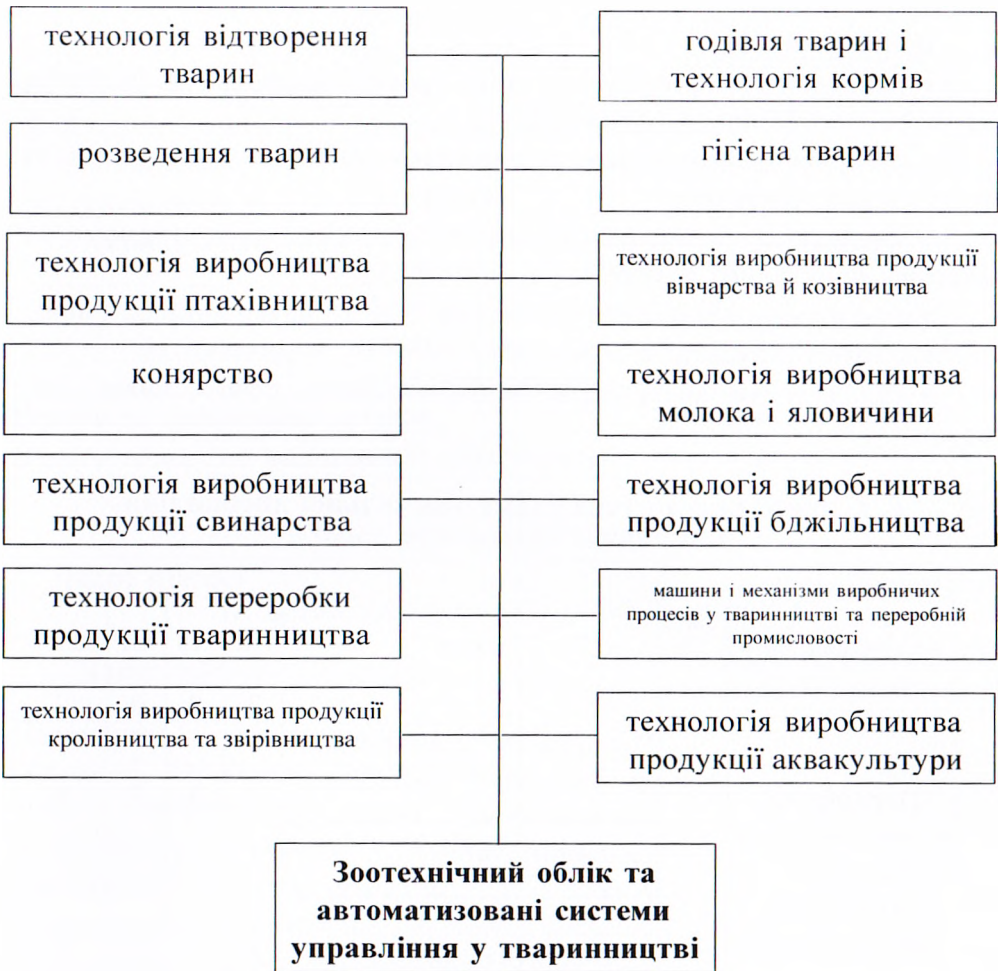 технологія відтворення
тварин
годівля тварин і
технологія кормів
розведення тварин
гігієна тварин
технологія виробництва
продукції птахівництва
технологія виробництва продукції
вівчарства й козівництва
конярство
технологія виробництва
молока і яловичини
технологія виробництва
продукції свинарства
технологія виробництва
продукції бджільництва
технологія переробки
продукції тваринництва
машини і механізми виробничих
процесів у тваринництві та переробній
промисловості
технологія виробництва продукції
кролівництва та звірівництва
технологія виробництва
продукції аквакультури
Зоотехнічний облік та
автоматизовані системи
управління у тваринництві